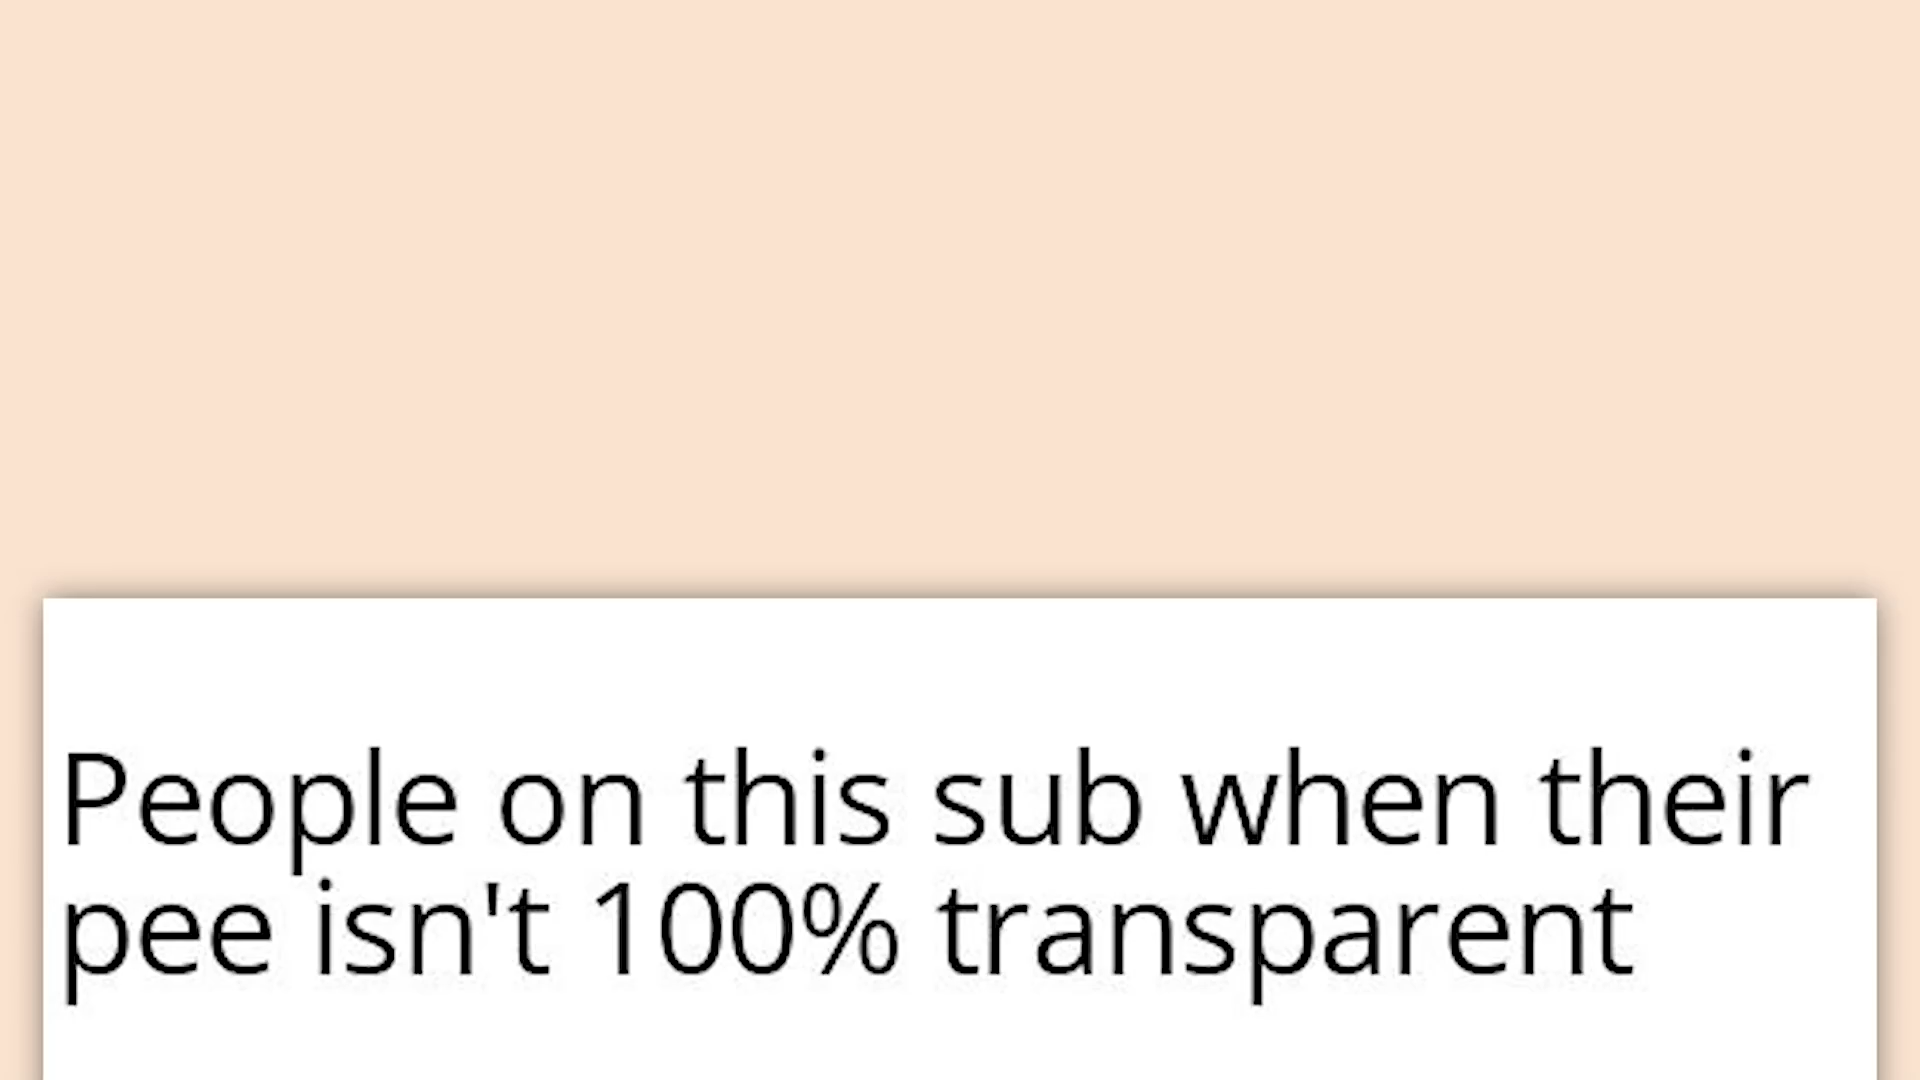 People on this sub when their
pee isn't 100% transparent